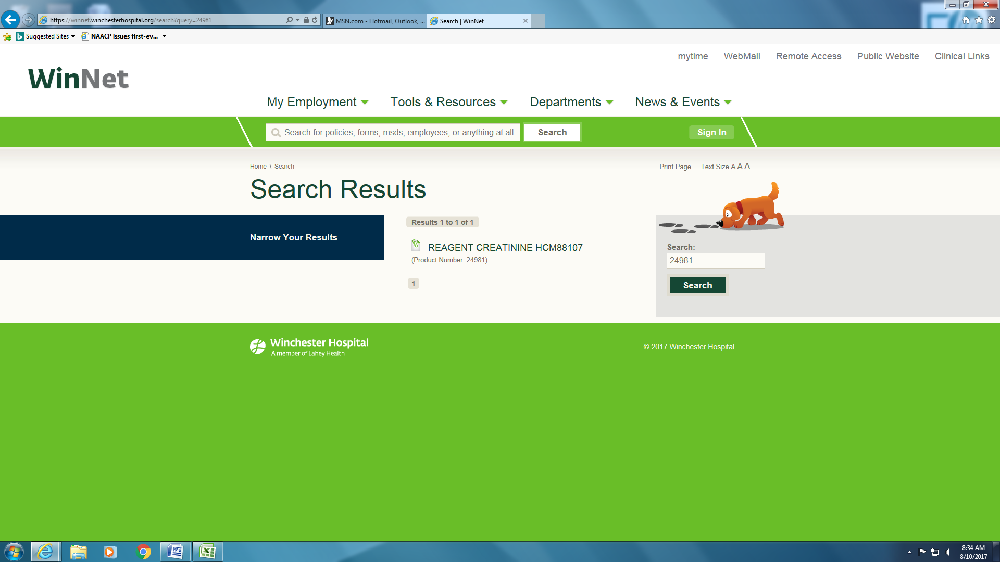 https://winnet.winchesterhospital.org/search?query=24981
MSN.com - Hotmail, Outlook, ...
Search | WinNet
Suggested Sites
NAACP issues first-ev...
mytime
WebMail
Remote Access
Public Website
Clinical Links
WinNet
My Employment
Tools & Resources
Departments
News & Events
Search for policies, forms, msds, employees, or anything at all
Search
Sign In
Home \ Search
Print Page | Text Size A A A
Search Results
Narrow Your Results
Results 1 to 1 of 1
REAGENT CREATININE HCM88107
(Product Number: 24981)
1
Search:
24981
Search
Winchester Hospital
A member of Lahey Health
© 2017 Winchester Hospital
8:34 AM
8/10/2017